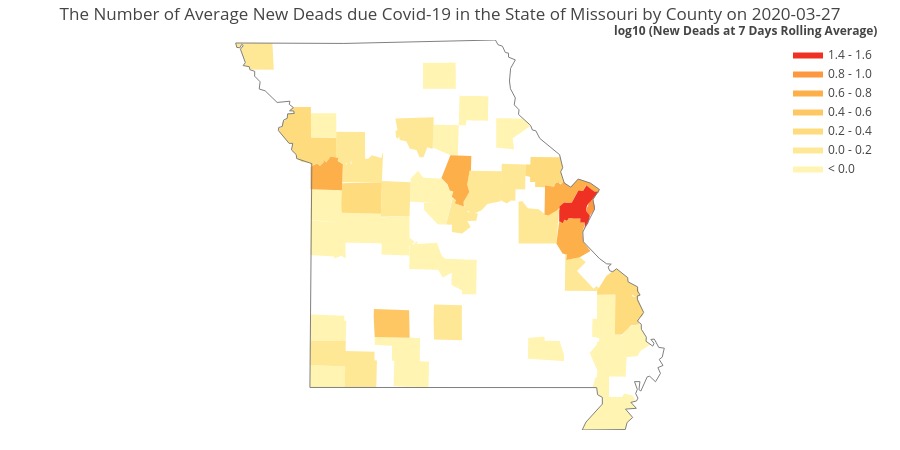 The Number of Average New Deads due Covid-19 in the State of Missouri by County on 2020-03-27
log10 (New Deads at 7 Days Rolling Average)
1.4 - 1.6
0.8 - 1.0
0.6 - 0.8
0.4 - 0.6
0.2 - 0.4
0.0 - 0.2
< 0.0